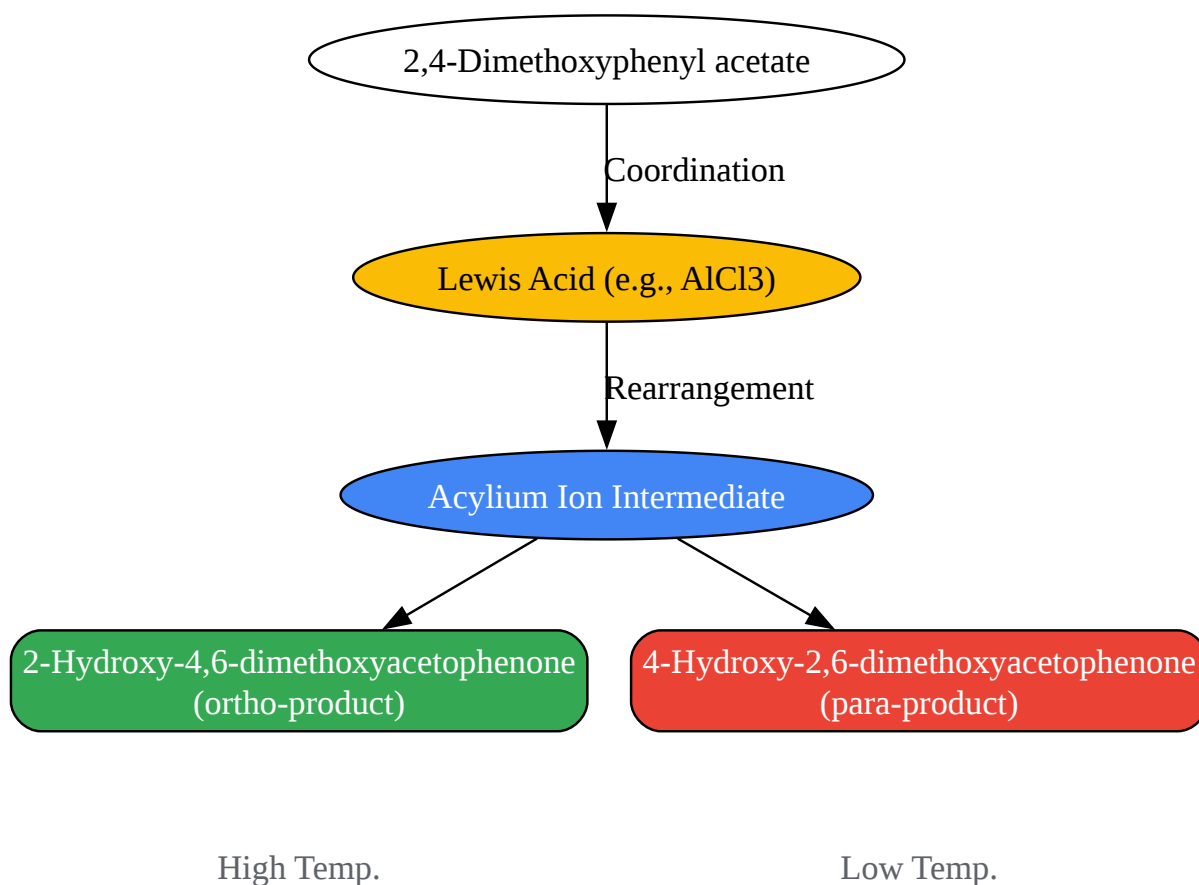 2,4-Dimethoxyphenyl acetate
Coordination
Lewis Acid (e.g., AlCl3)
Rearrangement
Acylium Ion Intermediate
2-Hydroxy-4,6-dimethoxyacetophenone
(ortho-product)
4-Hydroxy-2,6-dimethoxyacetophenone
(para-product)
High Temp.
Low Temp.